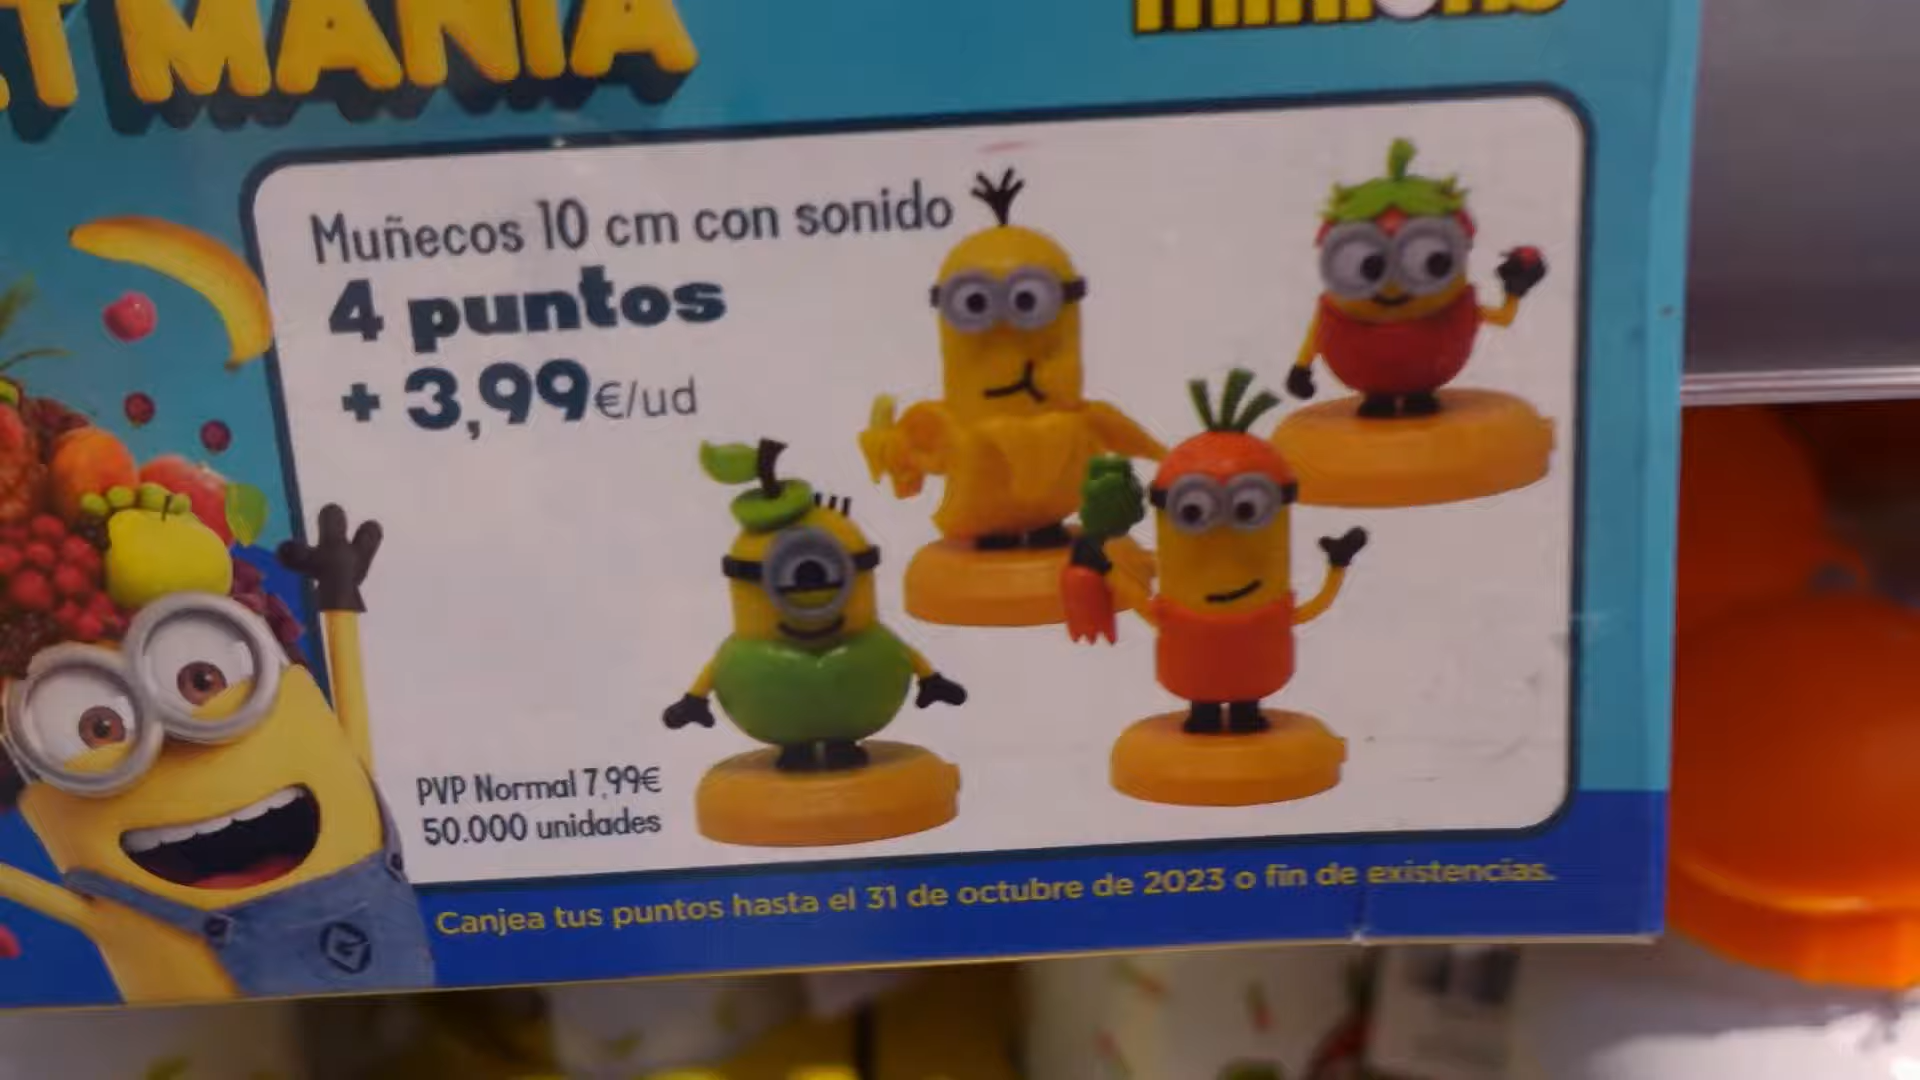 T MANIA
minions
Muñecos 10 cm con sonido
4 puntos
+ 3,99€/ud
PVP Normal 7,99€
50.000 unidades
Canjea tus puntos hasta el 31 de octubre de 2023 o fin de existencias.